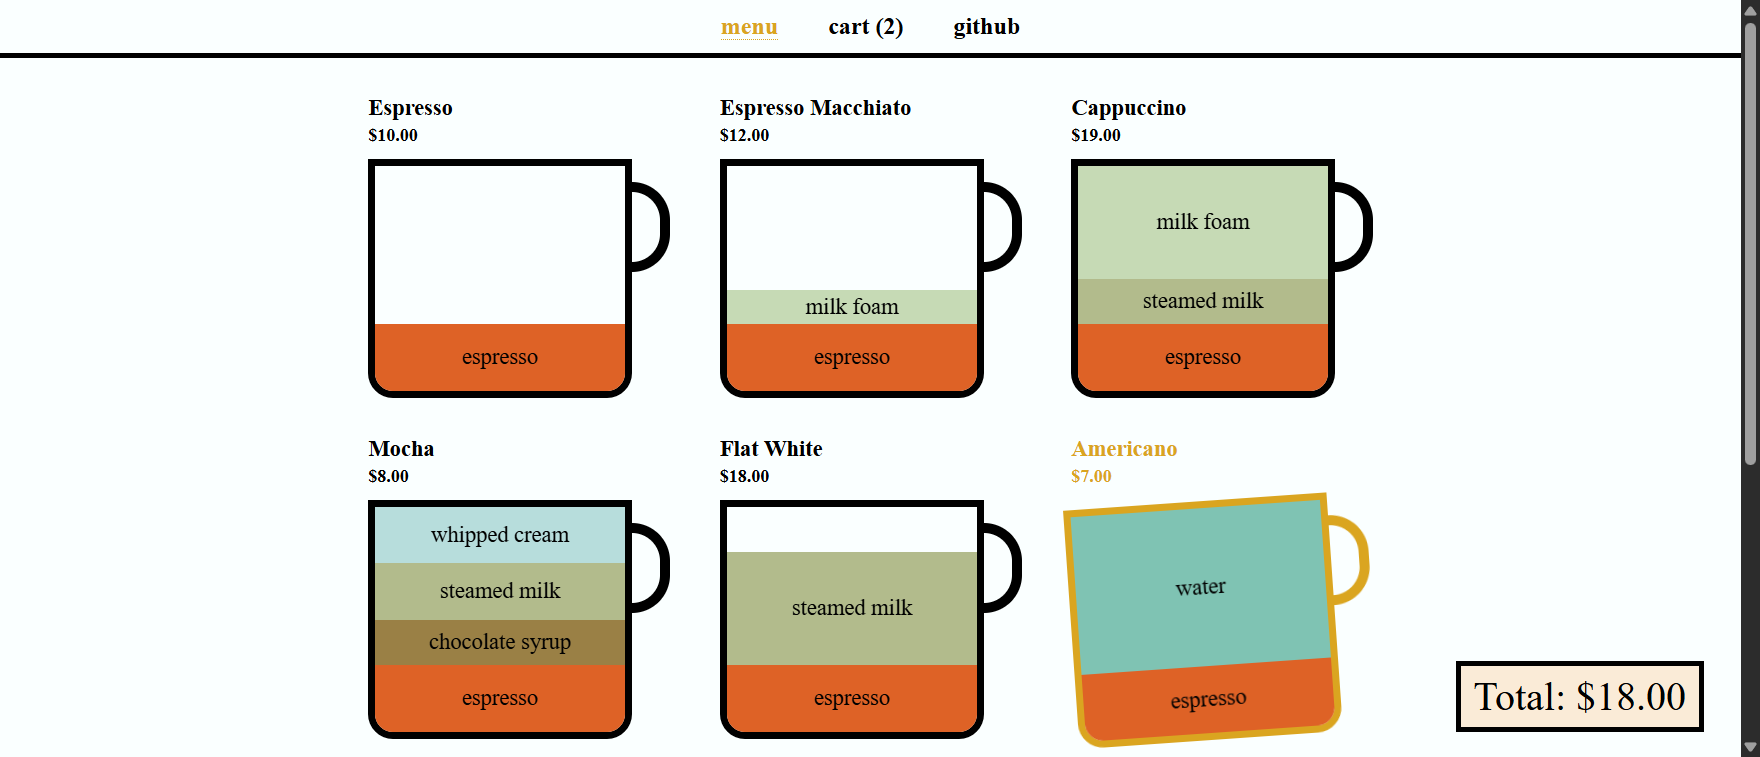 menu cart (2) github
Espresso
$10.00
espresso
Espresso Macchiato
$12.00
milk foam
espresso
Cappuccino
$19.00
milk foam
steamed milk
espresso
Mocha
$8.00
whipped cream
steamed milk
chocolate syrup
espresso
Flat White
$18.00
steamed milk
espresso
Americano
$7.00
water
espresso
Total: $18.00